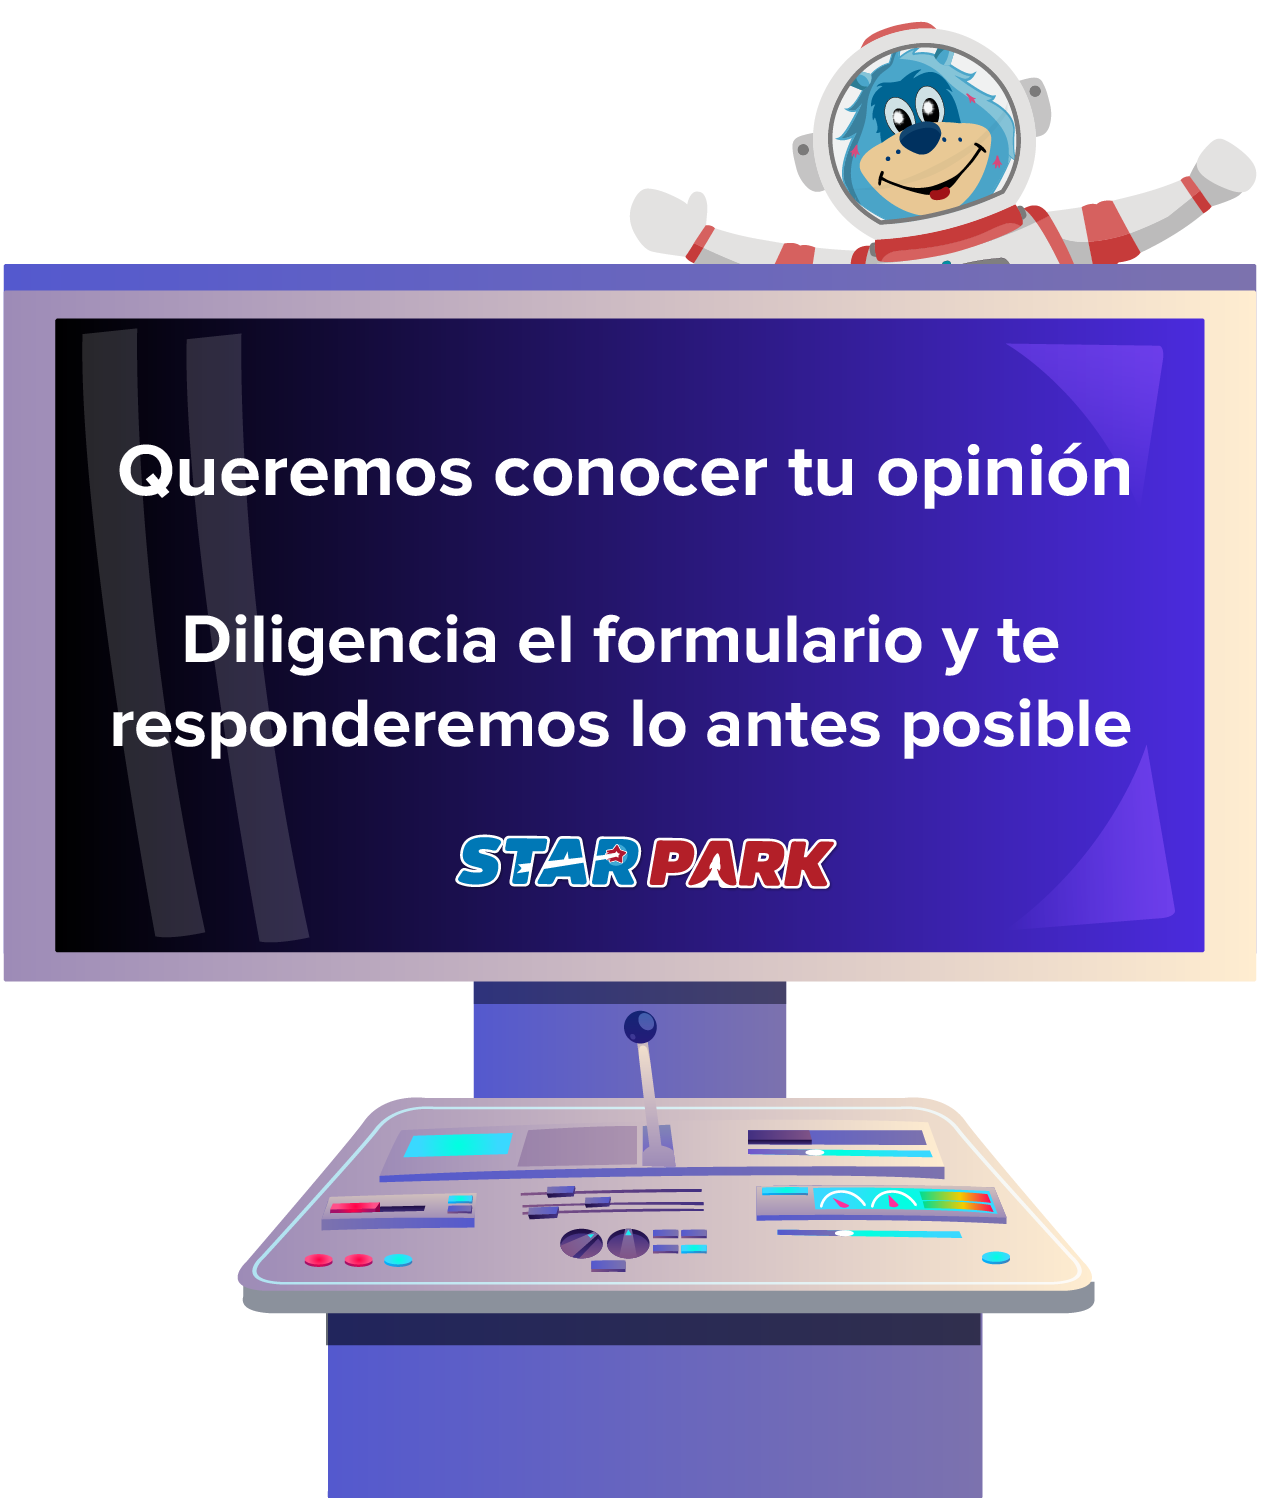 Queremos conocer tu opinión
Diligencia el formulario y te
responderemos lo antes posible
STAR PARK